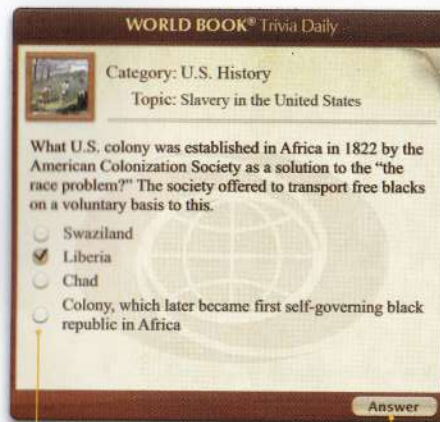 WORLD BOOK® Trivia Daily
Category: U.S. History
Topic: Slavery in the United States
What U.S. colony was established in Africa in 1822 by the
American Colonization Society as a solution to the “the
race problem?” The society offered to transport free blacks
on a voluntary basis to this.
Swaziland
Liberia
Chad
Colony, which later became first self-governing black
republic in Africa
Answer